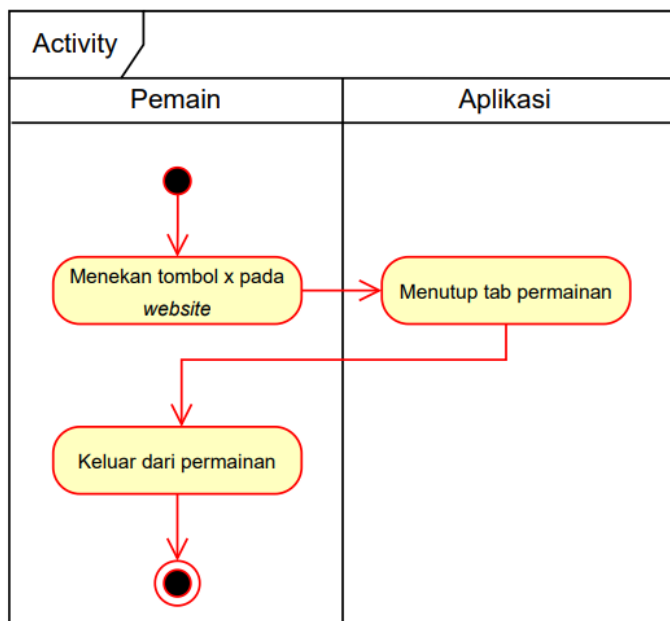 Activity
Pemain
Aplikasi
Menekan tombol x pada
website
Menutup tab permainan
Keluar dari permainan